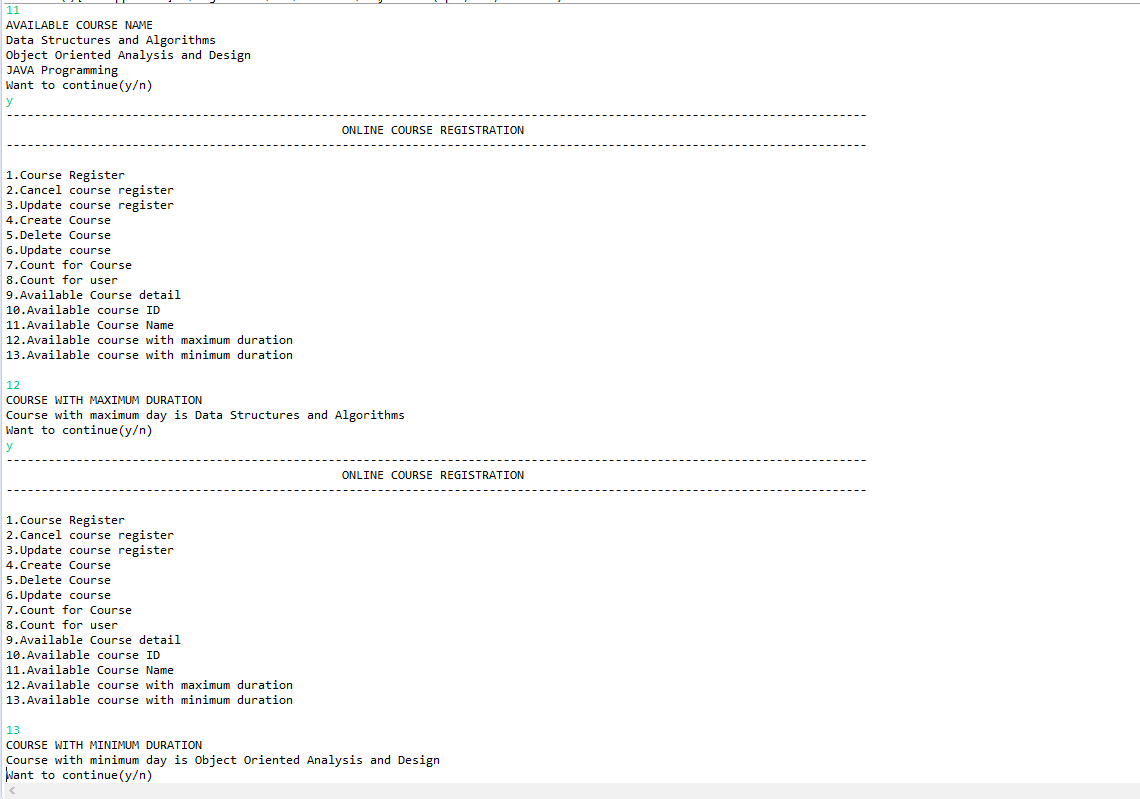 11
AVAILABLE COURSE NAME
Data Structures and Algorithms
Object Oriented Analysis and Design
JAVA Programming
Want to continue(y/n)
y
---------------------------------------------------------------------------------------------------------------------------
ONLINE COURSE REGISTRATION
---------------------------------------------------------------------------------------------------------------------------
1.Course Register
2.Cancel course register
3.Update course register
4.Create Course
5.Delete Course
6.Update course
7.Count for Course
8.Count for user
9.Available Course detail
10.Available course ID
11.Available Course Name
12.Available course with maximum duration
13.Available course with minimum duration
12
COURSE WITH MAXIMUM DURATION
Course with maximum day is Data Structures and Algorithms
Want to continue(y/n)
y
---------------------------------------------------------------------------------------------------------------------------
ONLINE COURSE REGISTRATION
---------------------------------------------------------------------------------------------------------------------------
1.Course Register
2.Cancel course register
3.Update course register
4.Create Course
5.Delete Course
6.Update course
7.Count for Course
8.Count for user
9.Available Course detail
10.Available course ID
11.Available Course Name
12.Available course with maximum duration
13.Available course with minimum duration
13
COURSE WITH MINIMUM DURATION
Course with minimum day is Object Oriented Analysis and Design
Want to continue(y/n)